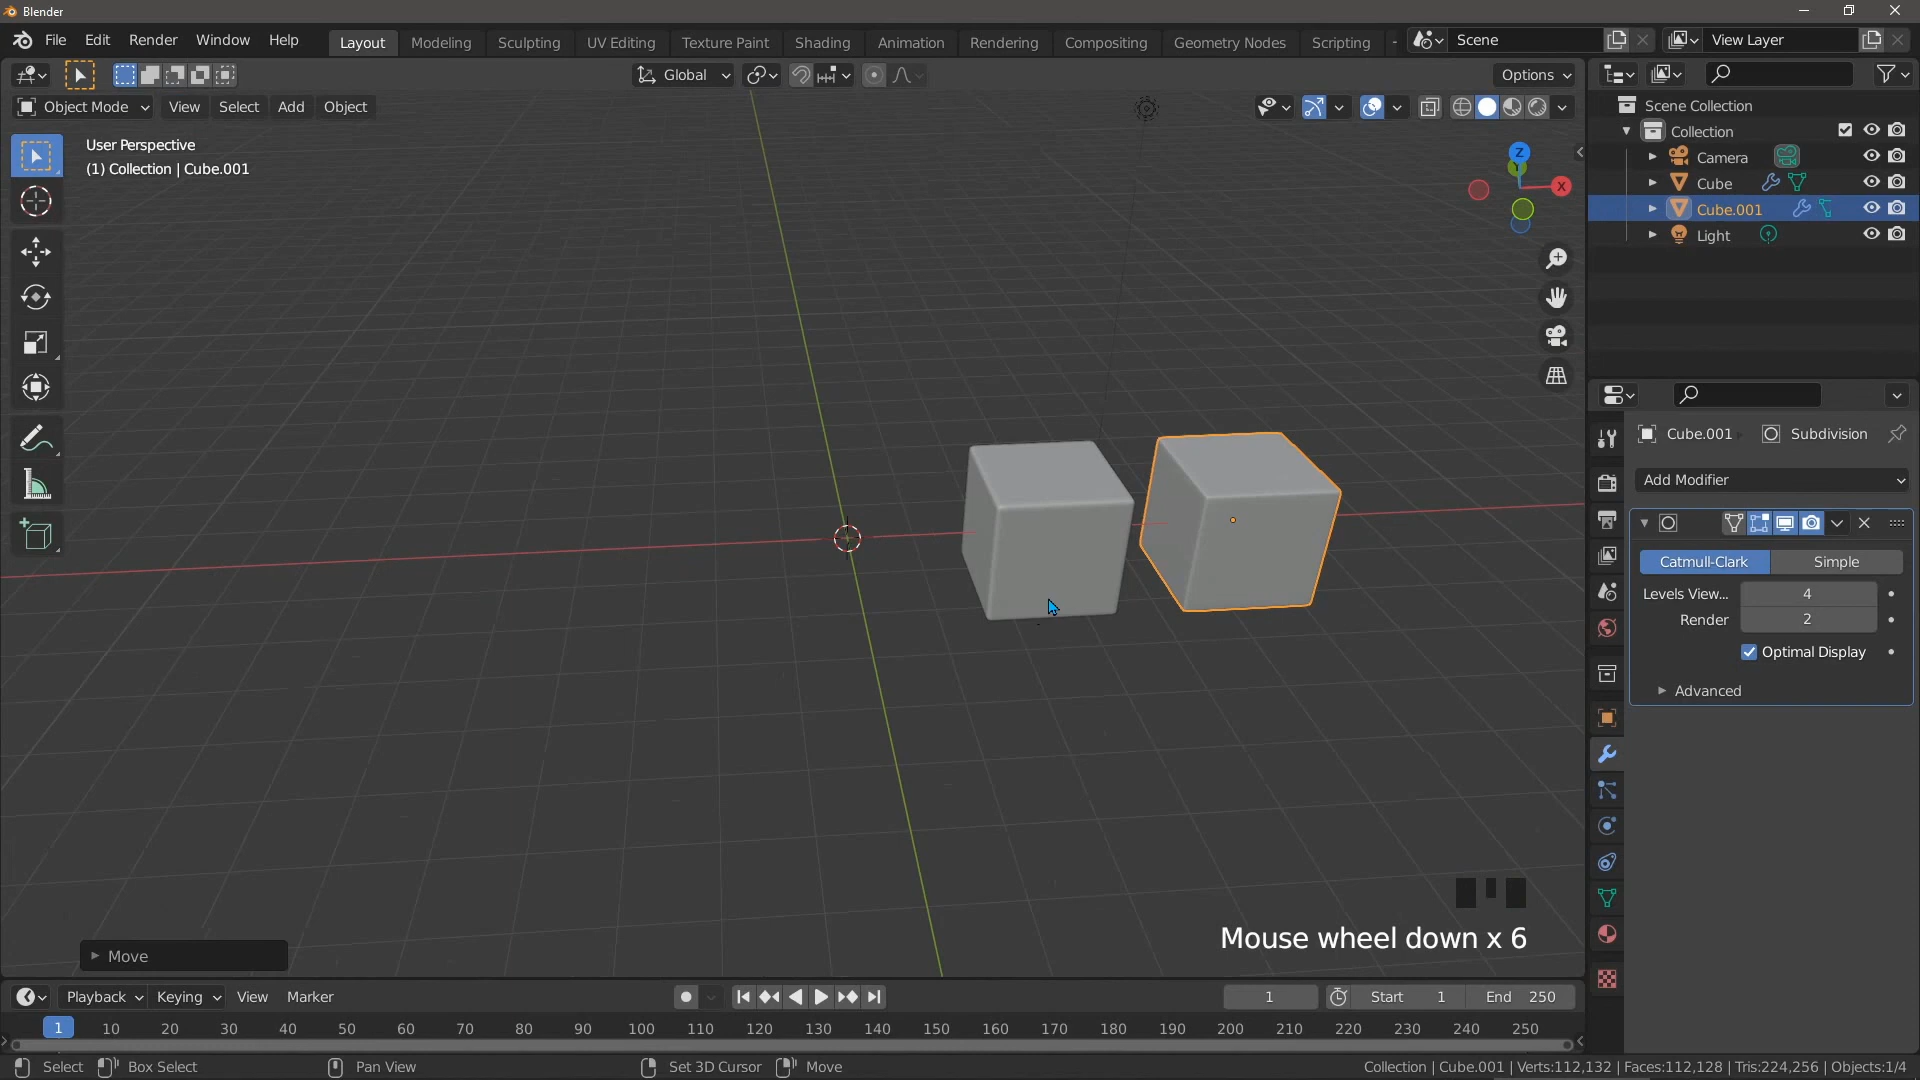 Blender
File Edit Render Window Help Layout Modeling Sculpting UV Editing Texture Paint Shading Animation Rendering Compositing Geometry Nodes Scripting Scene View Layer
Global Options
Object Mode View Select Add Object
User Perspective
(1) Collection | Cube.001
Z
X
Scene Collection
Collection
Camera
Cube
Cube.001
Light
Cube.001 Subdivision
Add Modifier
Catmull-Clark Simple
Levels View... 4
Render 2
Optimal Display
Advanced
Mouse wheel down x 6
Move
Playback Keying View Marker 1 Start 1 End 250
1 10 20 30 40 50 60 70 80 90 100 110 120 130 140 150 160 170 180 190 200 210 220 230 240 250
Select Box Select Pan View Set 3D Cursor Move Collection | Cube.001 | Verts:112,132 | Faces:112,128 | Tris:224,256 | Objects:1/4